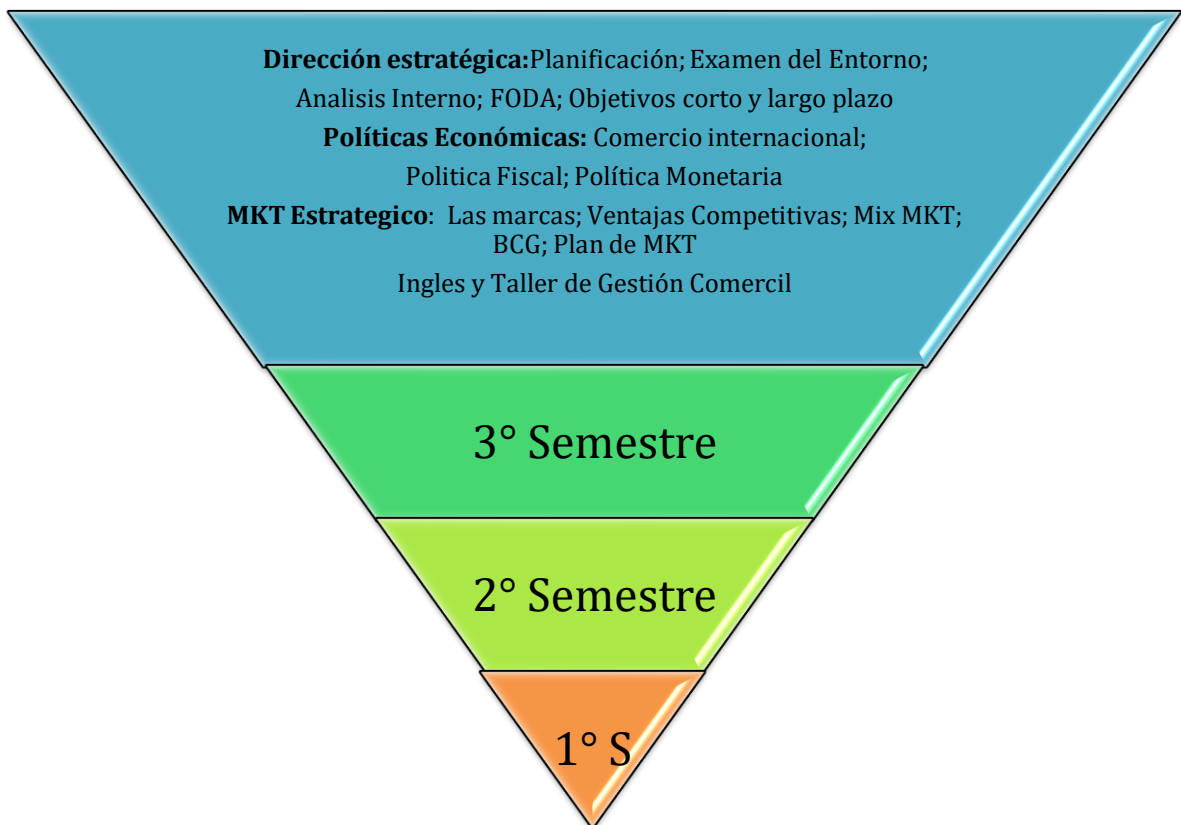 Dirección estratégica:Planificación; Examen del Entorno;
Analisis Interno; FODA; Objetivos corto y largo plazo
Políticas Económicas: Comercio internacional;
Politica Fiscal; Política Monetaria
MKT Estrategico:  Las marcas; Ventajas Competitivas; Mix MKT;
BCG; Plan de MKT
Ingles y Taller de Gestión Comercil
3° Semestre
2° Semestre
1° S